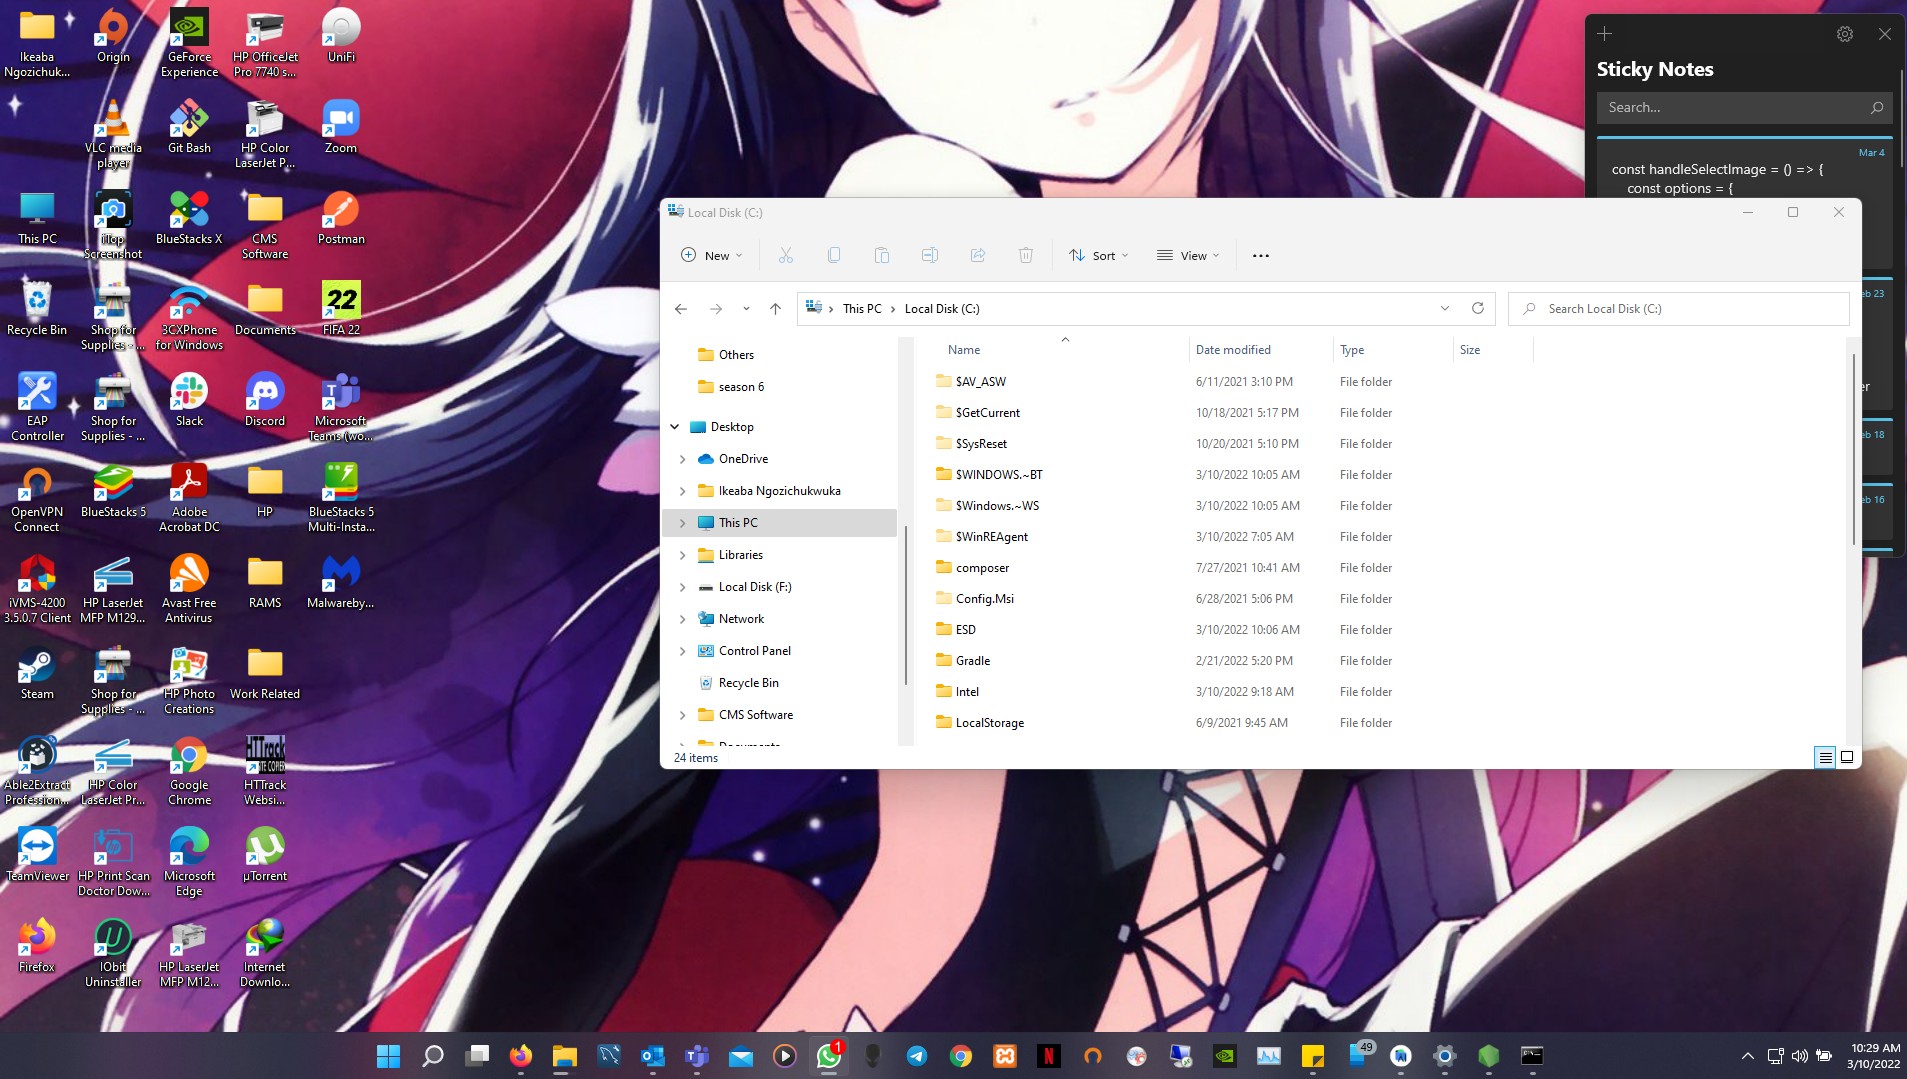 Ikeaba
Ngozichuk...
Origin
GeForce
Experience
HP OfficeJet
Pro 7740 s...
UniFi
VLC media
player
Git Bash
HP Color
LaserJet P...
Zoom
This PC
iTop
Screenshot
BlueStacks X
CMS
Software
Postman
Recycle Bin
Shop for
Supplies - ...
3CXPhone
for Windows
Documents
22
FIFA 22
EAP
Controller
Shop for
Supplies - ...
Slack
Discord
Microsoft
Teams (wo...
OpenVPN
Connect
BlueStacks 5
Adobe
Acrobat DC
HP
BlueStacks 5
Multi-Insta...
iVMS-4200
3.5.0.7 Client
HP LaserJet
MFP M129...
Avast Free
Antivirus
RAMS
Malwareby...
Steam
Shop for
Supplies - ...
HP Photo
Creations
Work Related
Able2Extract
Profession...
HP Color
LaserJet Pr...
Google
Chrome
HTTrack
Websi...
TeamViewer
HP Print Scan
Doctor Dow...
Microsoft
Edge
µTorrent
Firefox
IObit
Uninstaller
HP LaserJet
MFP M12...
Internet
Downlo...
Sticky Notes
Search...
Mar 4
const handleSelectImage = () => {
const options = {
eb 23
er
eb 18
eb 16
Local Disk (C:)
New
Sort
View
This PC > Local Disk (C:)
Search Local Disk (C:)
Others
season 6
Desktop
OneDrive
Ikeaba Ngozichukwuka
This PC
Libraries
Local Disk (F:)
Network
Control Panel
Recycle Bin
CMS Software
Documents
Name Date modified Type Size
$AV_ASW 6/11/2021 3:10 PM File folder
$GetCurrent 10/18/2021 5:17 PM File folder
$SysReset 10/20/2021 5:10 PM File folder
$WINDOWS.~BT 3/10/2022 10:05 AM File folder
$Windows.~WS 3/10/2022 10:05 AM File folder
$WinREAgent 3/10/2022 7:05 AM File folder
composer 7/27/2021 10:41 AM File folder
Config.Msi 6/28/2021 5:06 PM File folder
ESD 3/10/2022 10:06 AM File folder
Gradle 2/21/2022 5:20 PM File folder
Intel 3/10/2022 9:18 AM File folder
LocalStorage 6/9/2021 9:45 AM File folder
24 items
1
49
10:29 AM
3/10/2022